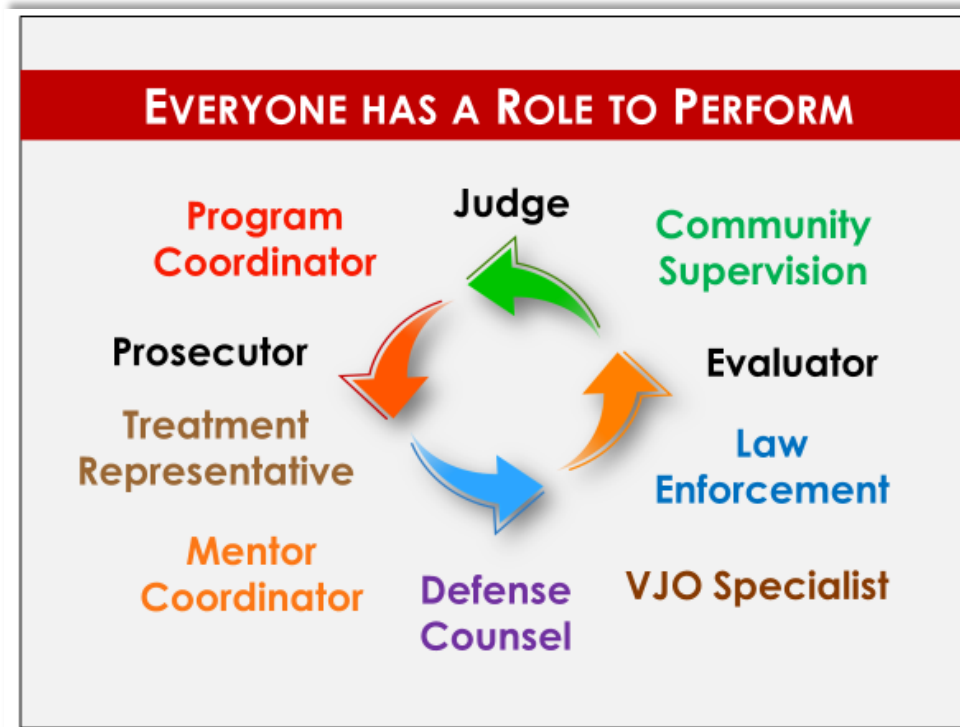 EVERYONE HAS A ROLE TO PERFORM
Judge
Program
Coordinator
Community
Supervision
Prosecutor
Evaluator
Treatment
Representative
Law
Enforcement
Mentor
Coordinator
Defense
Counsel
VJO Specialist